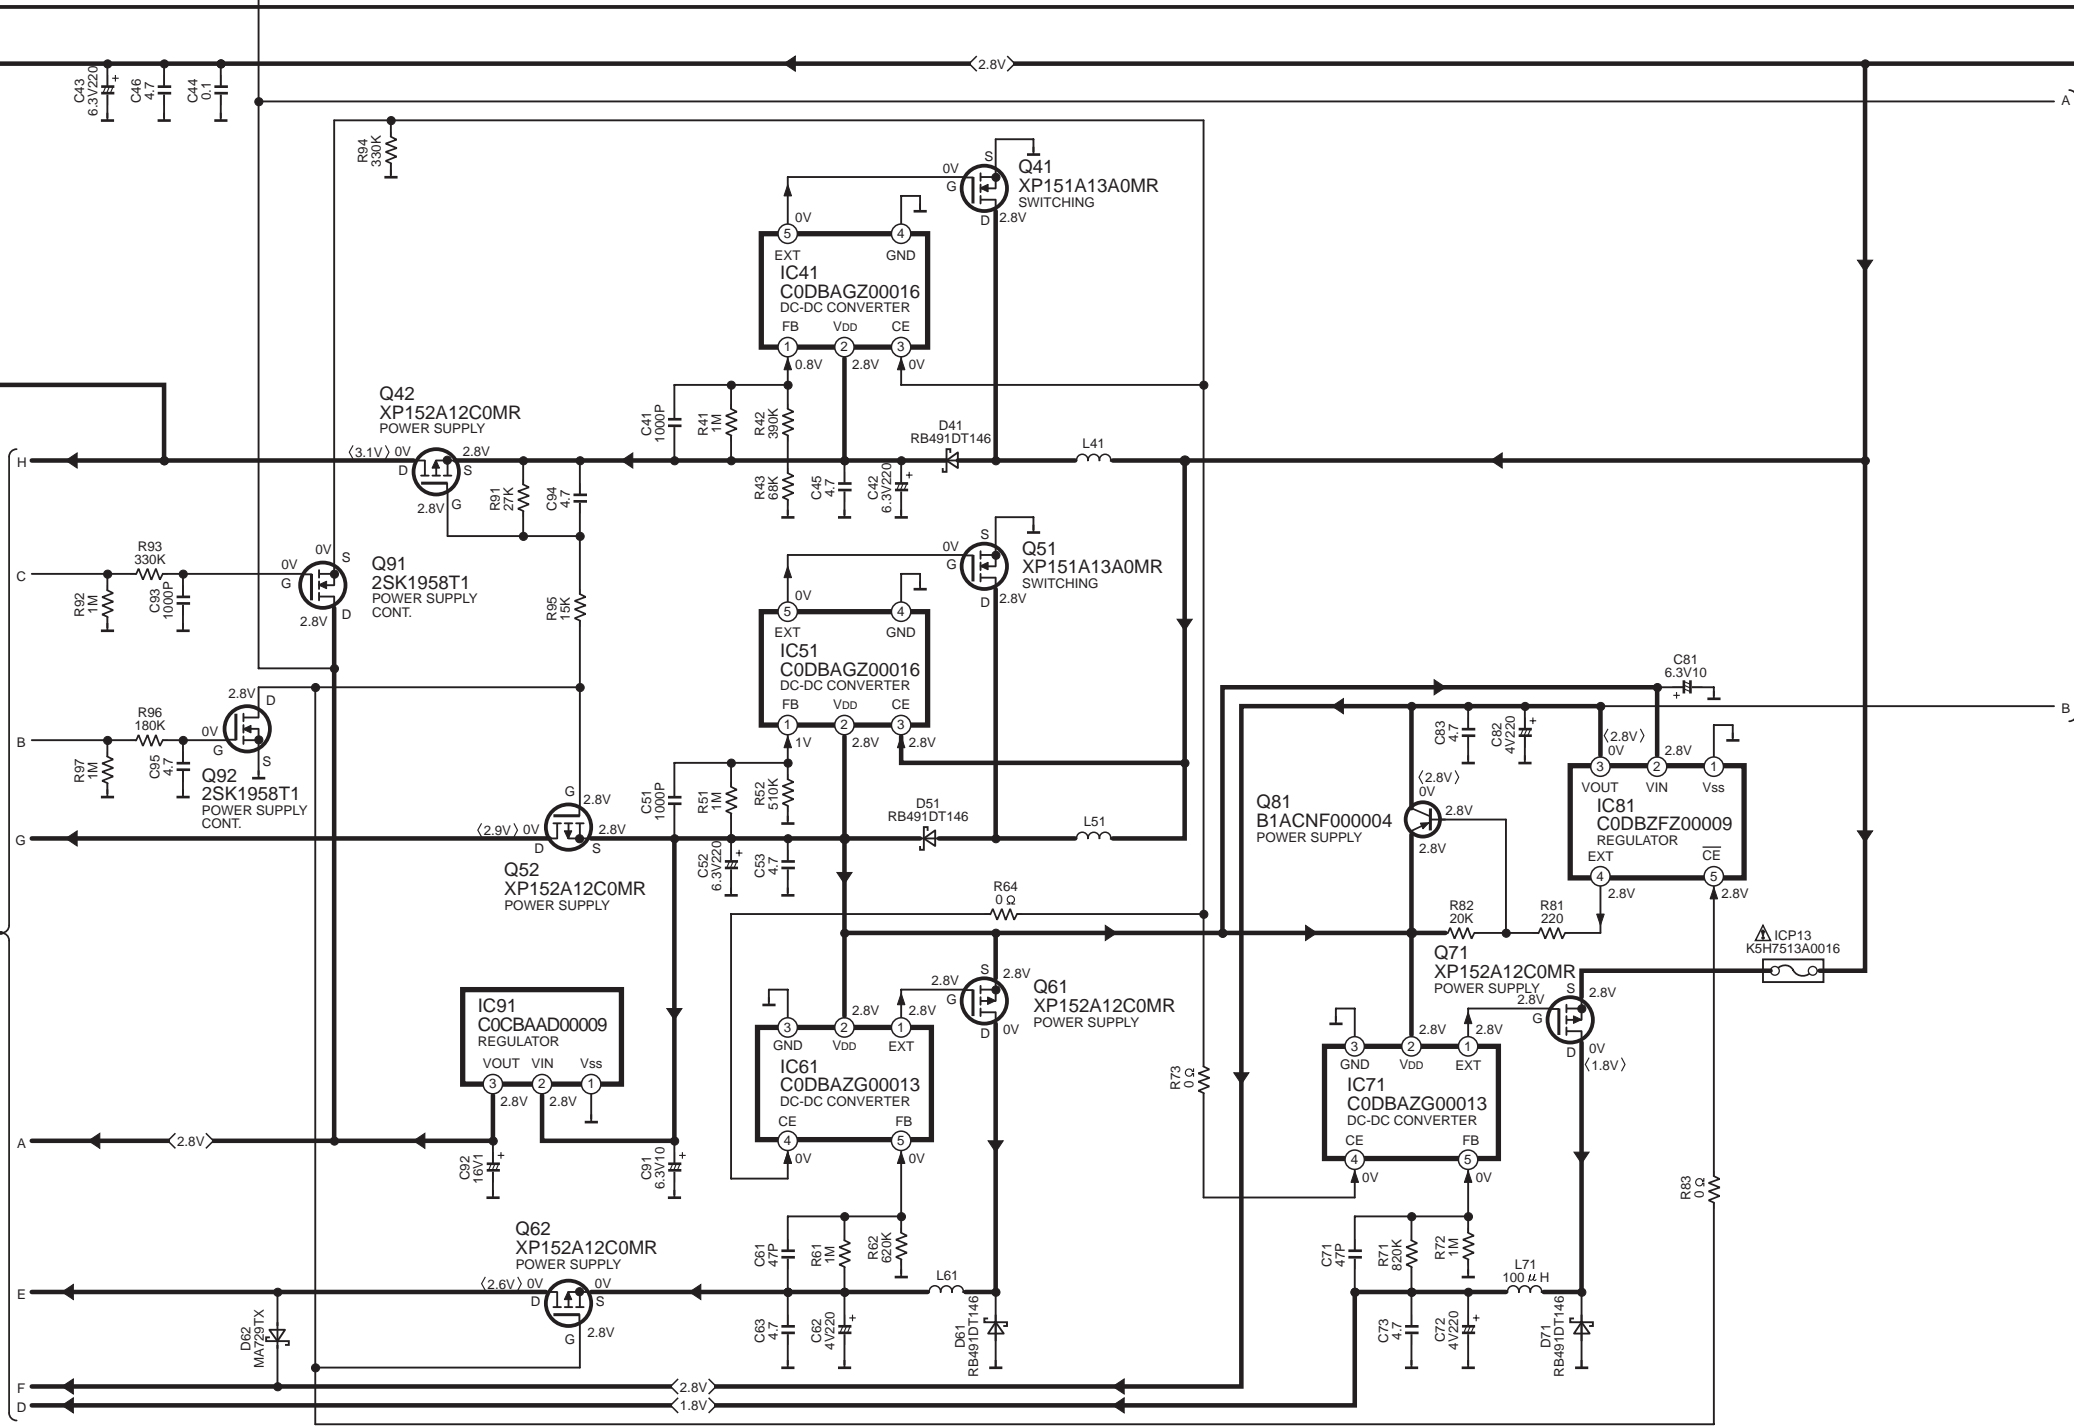 〈2.8V〉
C43
6.3V220
+
C46
4.7
C44
0.1
A
R94
330K
0V
G
S
D
2.8V
Q41
XP151A13A0MR
SWITCHING
0V
5
4
EXT
GND
IC41
C0DBAGZ00016
DC-DC CONVERTER
FB
VDD
CE
1
2
3
0.8V
2.8V
0V
Q42
XP152A12C0MR
POWER SUPPLY
〈3.1V〉 0V
D
2.8V
S
2.8V
G
H
R91
27K
C94
4.7
C41
1000P
R41
1M
R42
390K
R43
68K
C45
4.7
C42
6.3V220
+
D41
RB491DT146
L41
C
R93
330K
R92
1M
C93
1000P
0V
G
0V
S
D
2.8V
Q91
2SK1958T1
POWER SUPPLY
CONT.
R95
15K
0V
G
S
D
2.8V
Q51
XP151A13A0MR
SWITCHING
0V
5
4
EXT
GND
IC51
C0DBAGZ00016
DC-DC CONVERTER
FB
VDD
CE
1
2
3
1V
2.8V
2.8V
B
R96
180K
R97
1M
C95
4.7
2.8V
D
0V
G
S
Q92
2SK1958T1
POWER SUPPLY
CONT.
G
2.8V
〈2.9V〉 0V
D
2.8V
S
Q52
XP152A12C0MR
POWER SUPPLY
G
C51
1000P
R51
1M
R52
510K
C52
6.3V220
+
C53
4.7
D51
RB491DT146
L51
C81
6.3V10
+
B
C83
4.7
C82
4V220
+
〈2.8V〉
0V
2.8V
3
2
1
VOUT
VIN
Vss
IC81
C0DBZFZ00009
REGULATOR
EXT
CE
4
5
2.8V
2.8V
Q81
B1ACNF000004
POWER SUPPLY
〈2.8V〉
0V
2.8V
2.8V
R64
0 Ω
R82
20K
R81
220
ICP13
K5H7513A0016
Q71
XP152A12C0MR
POWER SUPPLY
2.8V
G
S
2.8V
D
0V
〈1.8V〉
2.8V
G
S
2.8V
D
0V
Q61
XP152A12C0MR
POWER SUPPLY
2.8V
2.8V
3
2
1
GND
VDD
EXT
IC61
C0DBAZG00013
DC-DC CONVERTER
CE
FB
4
5
0V
0V
IC91
C0CBAAD00009
REGULATOR
VOUT
VIN
Vss
3
2
1
2.8V
2.8V
A
〈2.8V〉
C92
16V1
+
C91
6.3V10
+
R73
0 Ω
2.8V
2.8V
3
2
1
GND
VDD
EXT
IC71
C0DBAZG00013
DC-DC CONVERTER
CE
FB
4
5
0V
0V
R83
0 Ω
Q62
XP152A12C0MR
POWER SUPPLY
〈2.6V〉 0V
D
0V
S
G
2.8V
E
D62
MA729TX
C61
47P
R61
1M
R62
620K
C63
4.7
C62
4V220
+
L61
D61
RB491DT146
C71
47P
R71
820K
R72
1M
C73
4.7
C72
4V220
+
L71
100 μ H
D71
RB491DT146
F
〈2.8V〉
D
〈1.8V〉